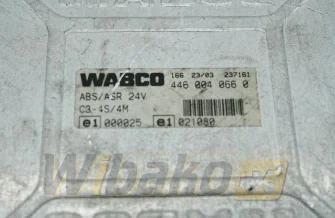 WABCO 166 23/03 237161
446 004 066 0
ABS/ASR 24V
C3-4S/4M
e1 000025 e1 021080
Wibako